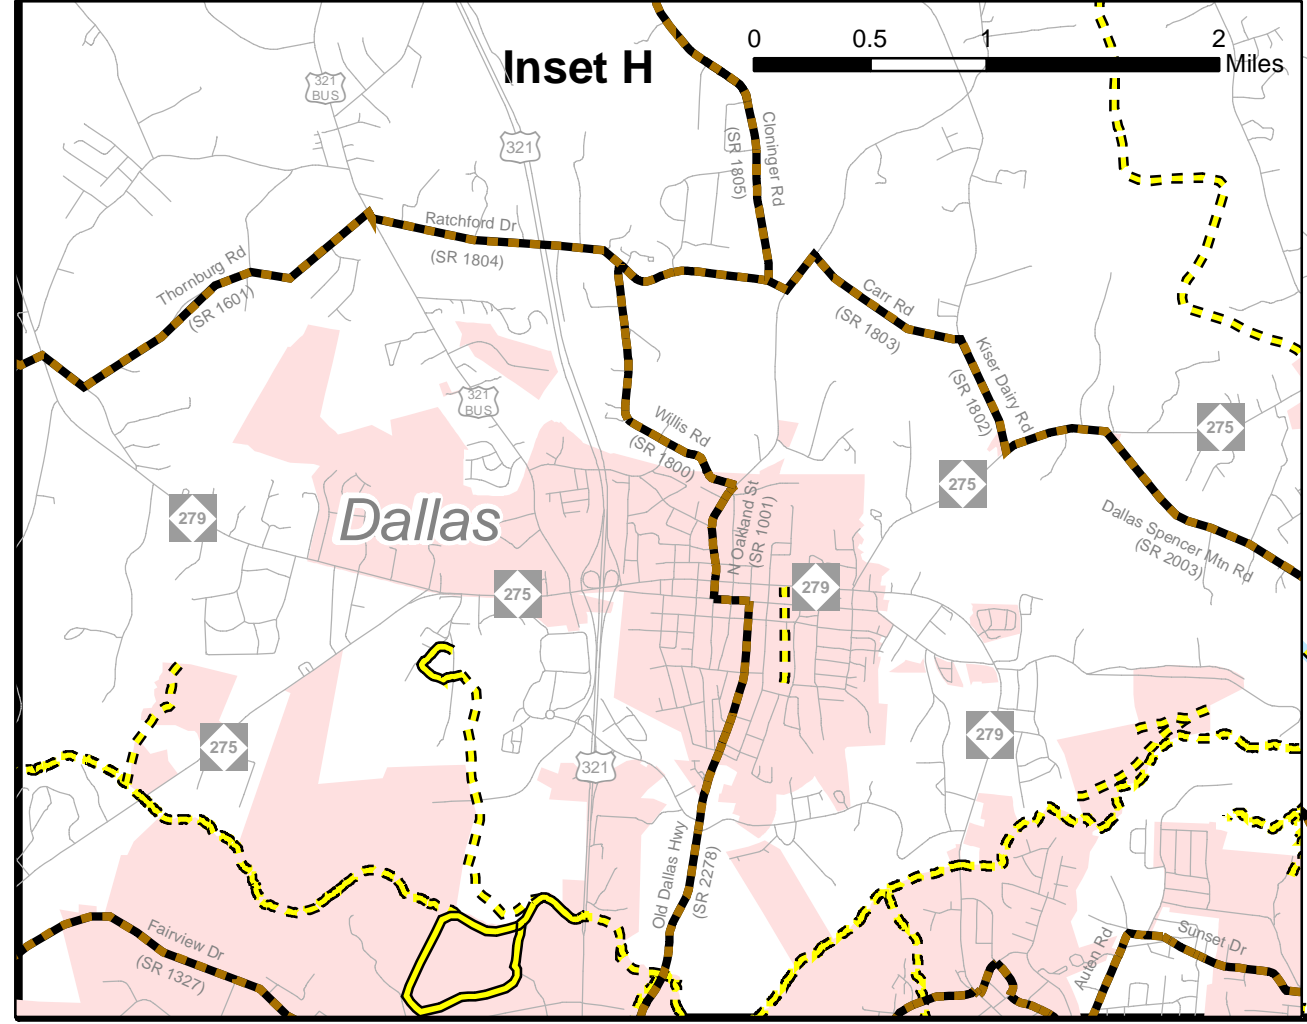 Inset H
0 0.5 1 2
Miles
321
BUS
321
Cloninger Rd
(SR 1805)
Ratchford Dr
(SR 1804)
Thornburg Rd
(SR 1601)
Carr Rd
(SR 1803)
Kiser Dairy Rd
(SR 1802)
321
BUS
Willis Rd
(SR 1800)
275
275
279
Dallas
N Oakland St
(SR 1001)
Dallas Spencer Mtn Rd
(SR 2003)
275
279
275
279
321
Old Dallas Hwy
(SR 2278)
Fairview Dr
(SR 1327)
Auten Rd
Sunset Dr